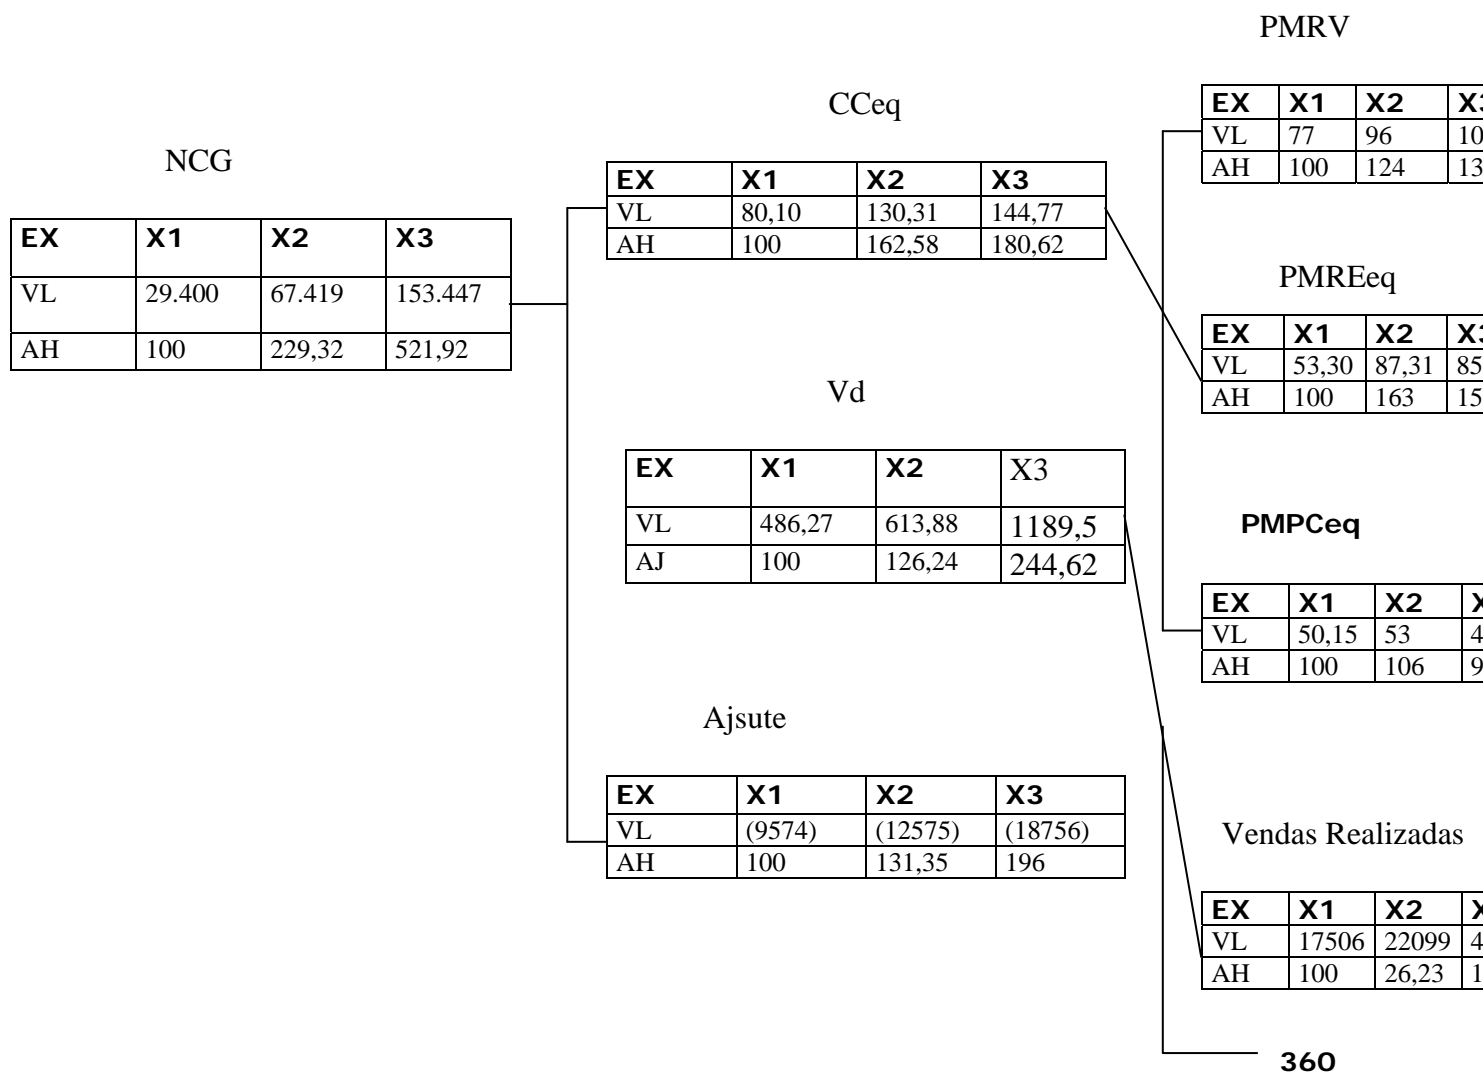 NCG
EX X1 X2 X3
VL 29.400 67.419 153.447
AH 100 229,32 521,92
CCeq
EX X1 X2 X3
VL 80,10 130,31 144,77
AH 100 162,58 180,62
Vd
EX X1 X2 X3
VL 486,27 613,88 1189,5
AJ 100 126,24 244,62
Ajsute
EX X1 X2 X3
VL (9574) (12575) (18756)
AH 100 131,35 196
PMRV
EX X1 X2
VL 77 96
AH 100 124
PMREeq
EX X1 X2
VL 53,30 87,31
AH 100 163
PMPCeq
EX X1 X2
VL 50,15 53
AH 100 106
Vendas Realizadas
EX X1 X2
VL 17506 22099
AH 100 26,23
360